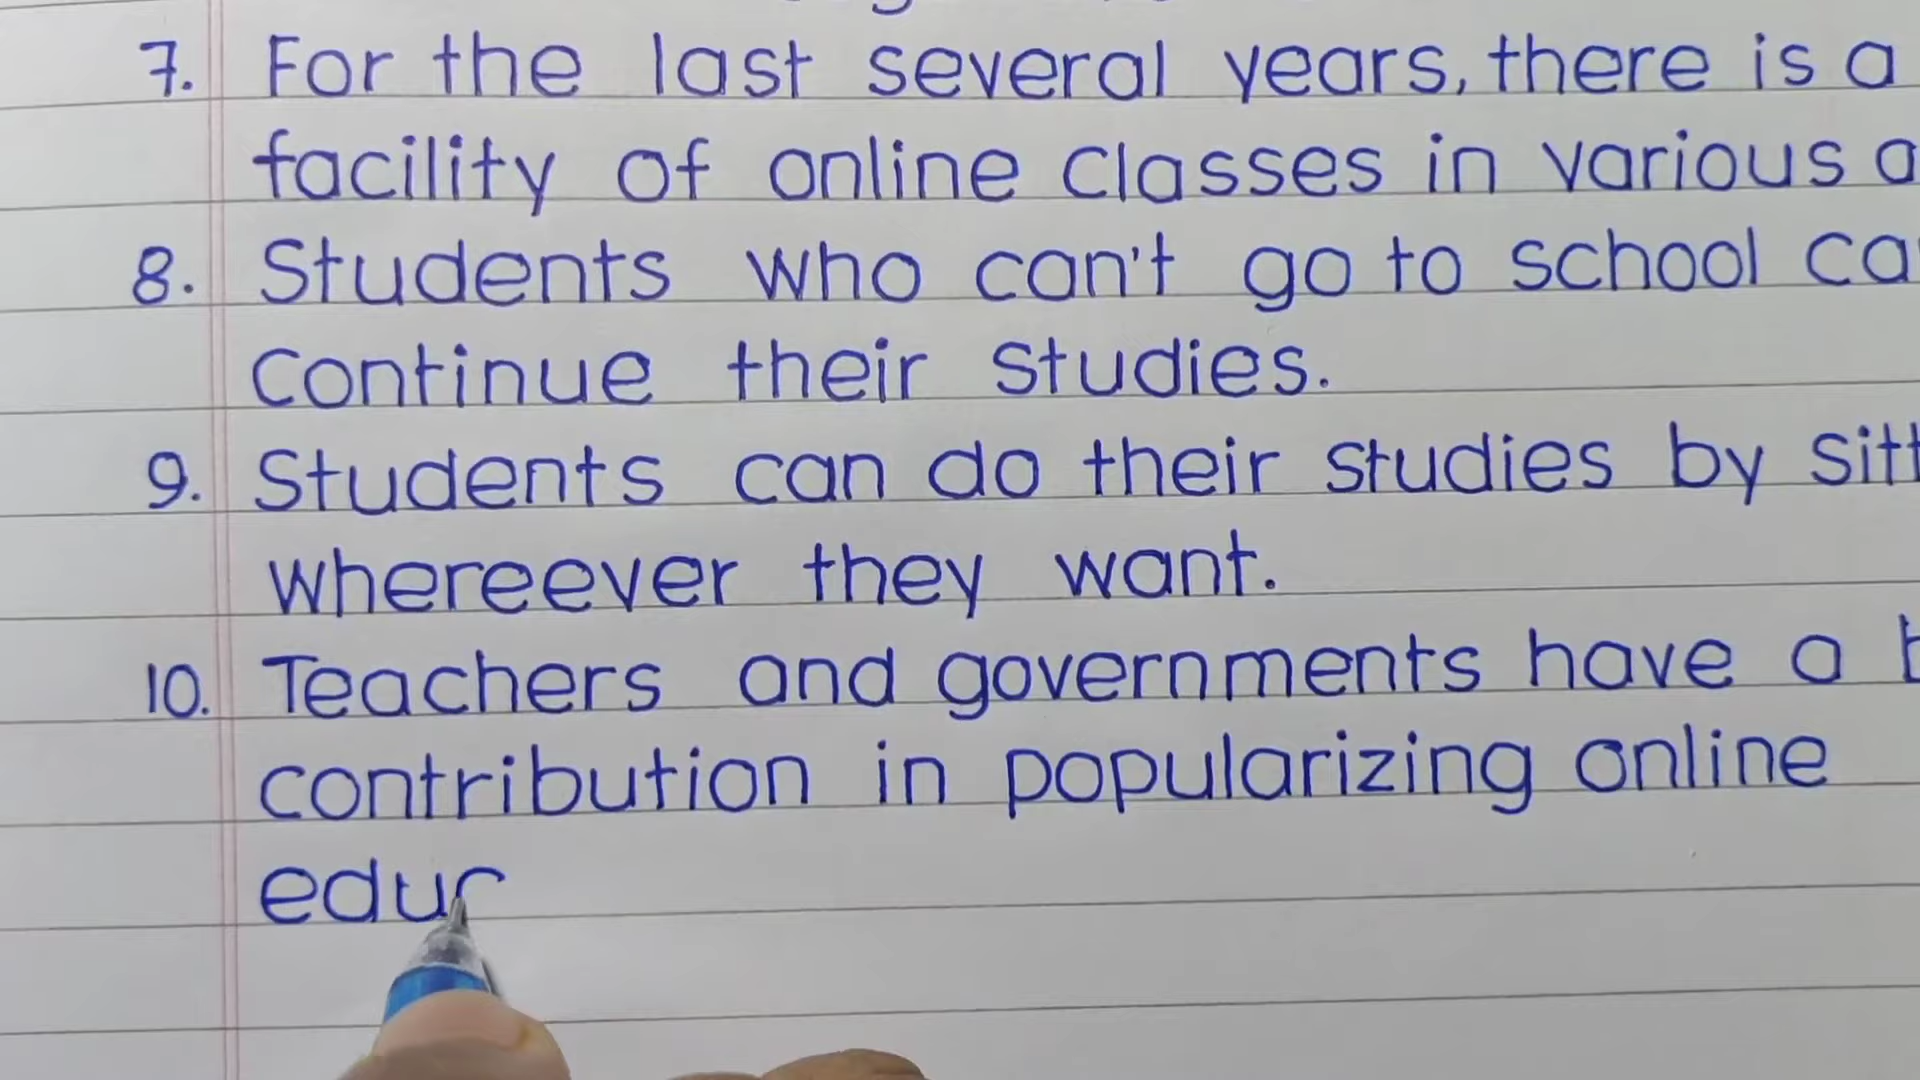 7. For the last several years, there is a
facility of online classes in various
8. Students who can't go to school
continue their studies.
9. Students can do their studies by
whereever they want.
10. Teachers and governments have a
contribution in popularizing online
educ